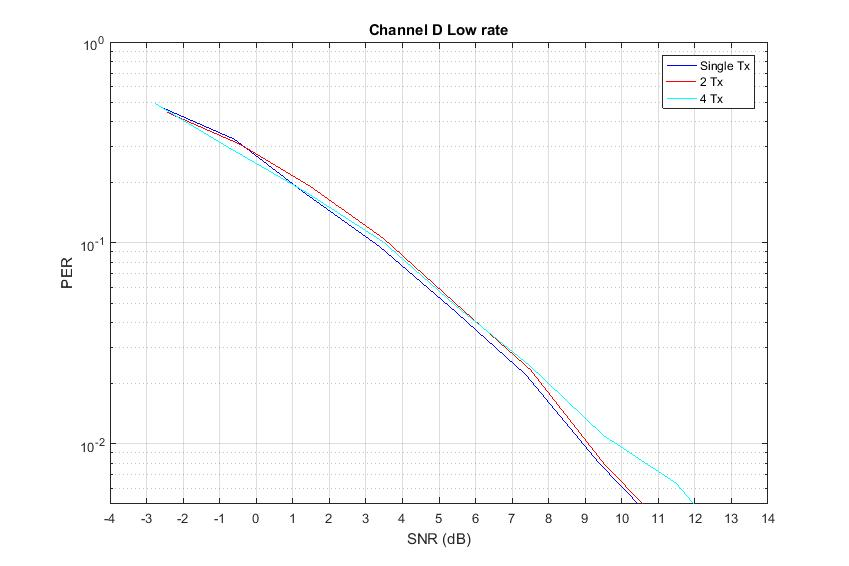 Channel D Low rate
10^0
10^-1
10^-2
PER
Single Tx
2 Tx
4 Tx
-4 -3 -2 -1 0 1 2 3 4 5 6 7 8 9 10 11 12 13 14
SNR (dB)